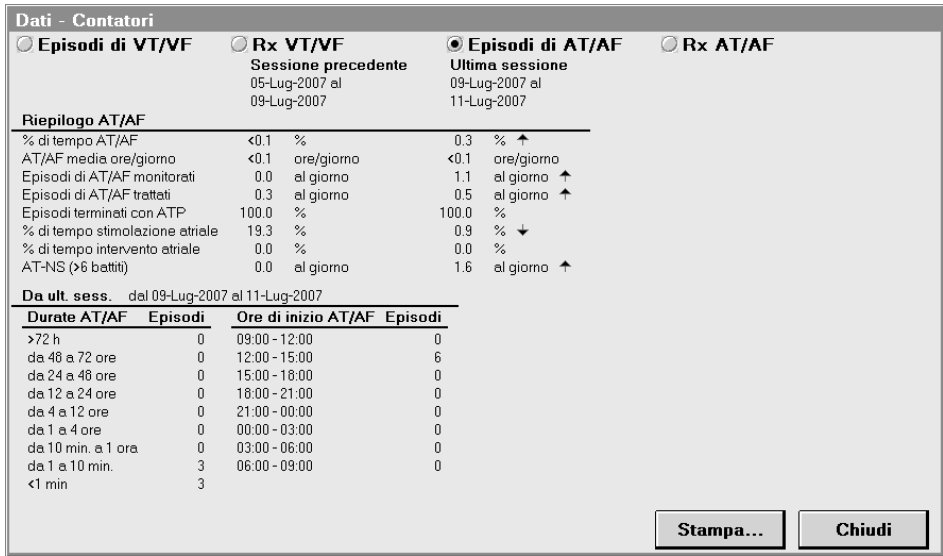 Dati - Contatori
Episodi di VT/VF Rx VT/VF Episodi di AT/AF Rx AT/AF
Sessione precedente Ultima sessione
05-Lug-2007 al 09-Lug-2007 al
09-Lug-2007 11-Lug-2007
Riepilogo AT/AF
% di tempo AT/AF <0.1 % 0.3 % ↑
AT/AF media ore/giorno <0.1 ore/giorno <0.1 ore/giorno
Episodi di AT/AF monitorati 0.0 al giorno 1.1 al giorno ↑
Episodi di AT/AF trattati 0.3 al giorno 0.5 al giorno ↑
Episodi terminati con ATP 100.0 % 100.0 %
% di tempo stimolazione atriale 19.3 % 0.9 % ↓
% di tempo intervento atriale 0.0 % 0.0 %
AT-NS (>6 battiti) 0.0 al giorno 1.6 al giorno ↑
Da ult. sess. dal 09-Lug-2007 al 11-Lug-2007
Durate AT/AF Episodi Ore di inizio AT/AF Episodi
>72 h 0 09:00 - 12:00 0
da 48 a 72 ore 0 12:00 - 15:00 6
da 24 a 48 ore 0 15:00 - 18:00 0
da 12 a 24 ore 0 18:00 - 21:00 0
da 4 a 12 ore 0 21:00 - 00:00 0
da 1 a 4 ore 0 00:00 - 03:00 0
da 10 min. a 1 ora 0 03:00 - 06:00 0
da 1 a 10 min. 3 06:00 - 09:00 0
<1 min 3
Stampa... Chiudi